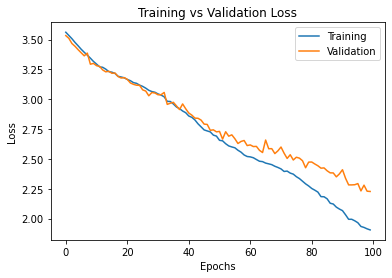 Training vs Validation Loss
Training
Validation
3.50
3.25
3.00
2.75
2.50
2.25
2.00
Loss
0
20
40
60
80
100
Epochs